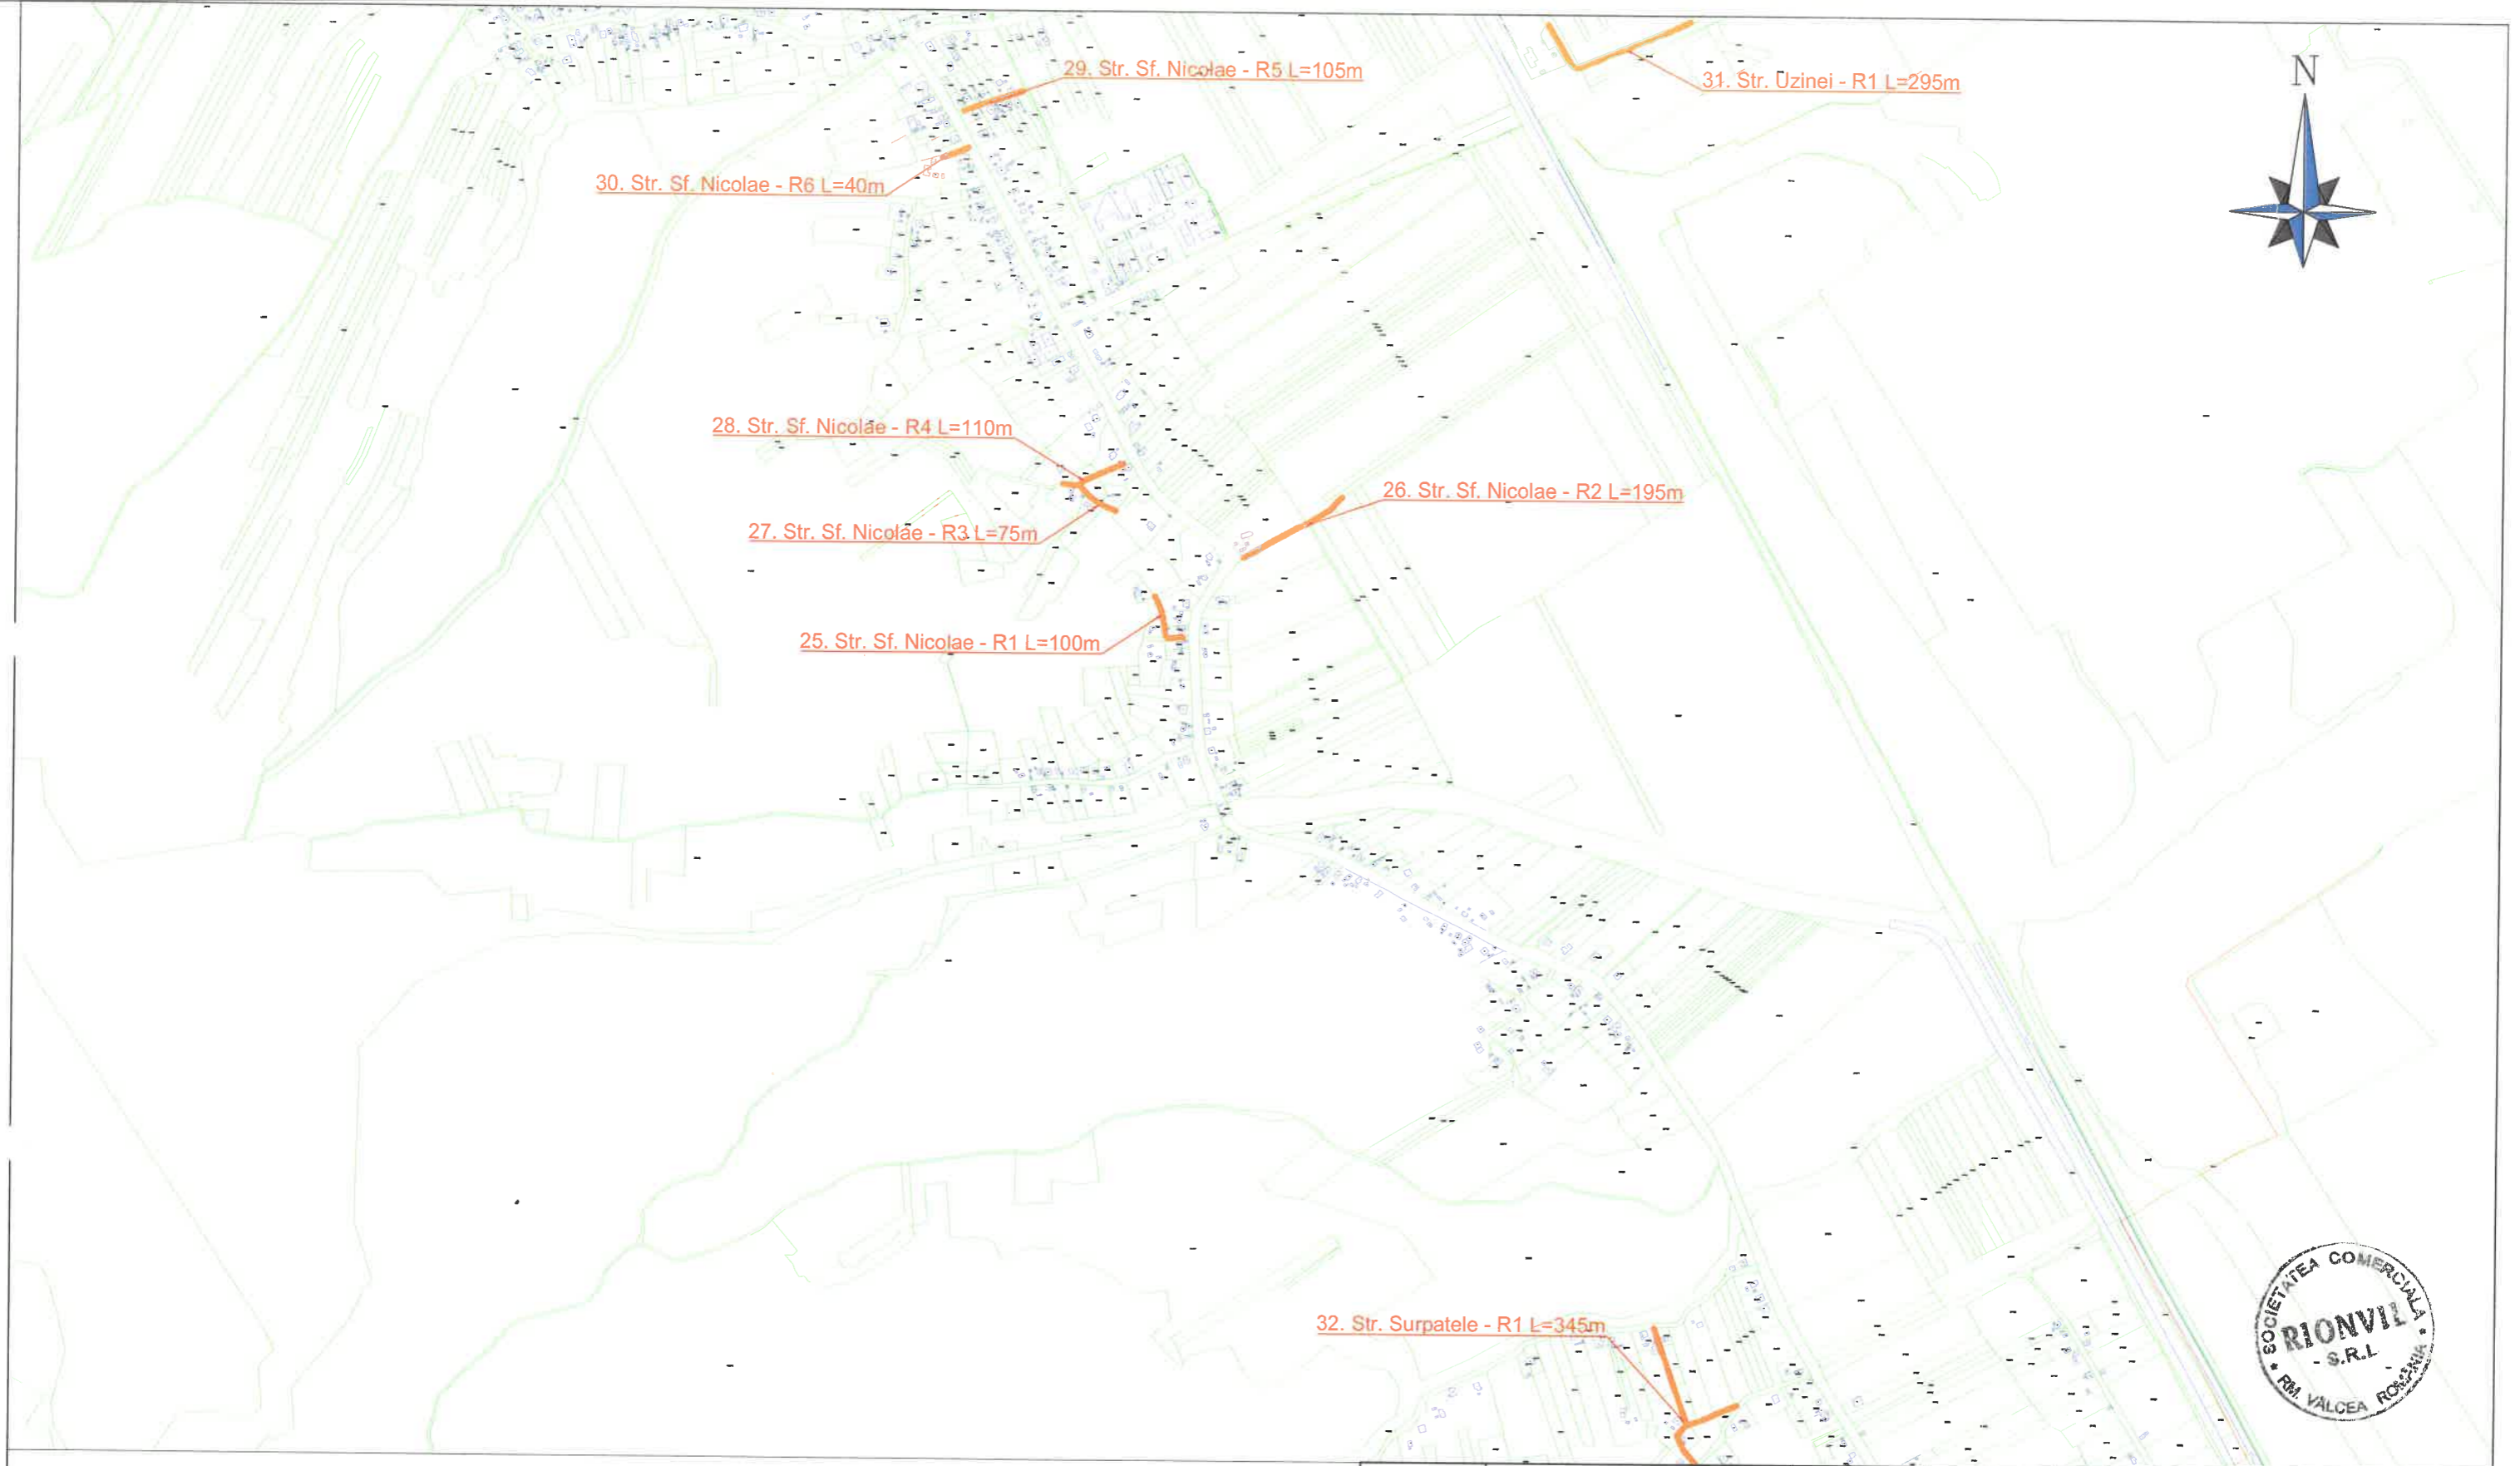 29. Str. Sf. Nicolae - R5 L=105m
31. Str. Uzinei - R1 L=295m
N
30. Str. Sf. Nicolae - R6 L=40m
28. Str. Sf. Nicolae - R4 L=110m
26. Str. Sf. Nicolae - R2 L=195m
27. Str. Sf. Nicolae - R3 L=75m
25. Str. Sf. Nicolae - R1 L=100m
32. Str. Surpatele - R1 L=345m
* SOCIETATEA COMERCIALA *
RIONVIL
- S.R.L -
RM. VALCEA ROMÂNIA